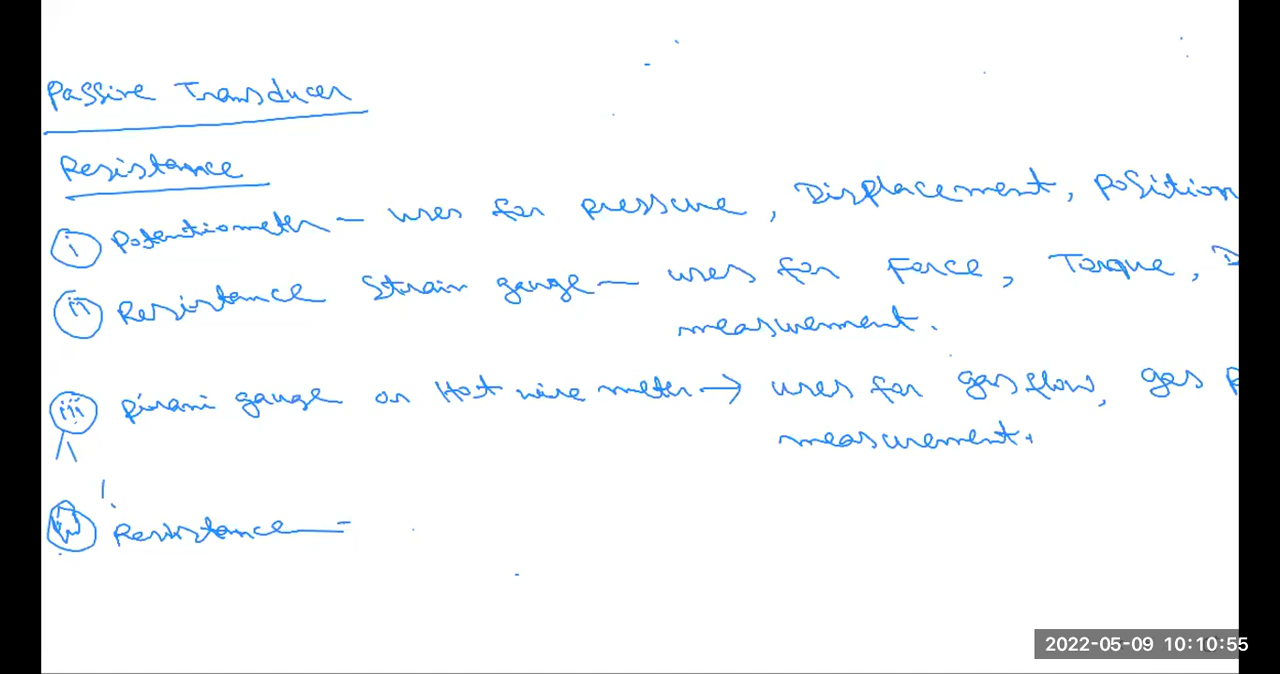 Passive Transducer
Resistance
i Potentiometer — uses for pressure, Displacement, position
ii Resistance Strain gauge — uses for Force, Torque, D
measurement.
iii pirani gauge or Hot wire meter → uses for gas flow, gas p
measurement.
iv Resistance —
2022-05-09 10:10:55